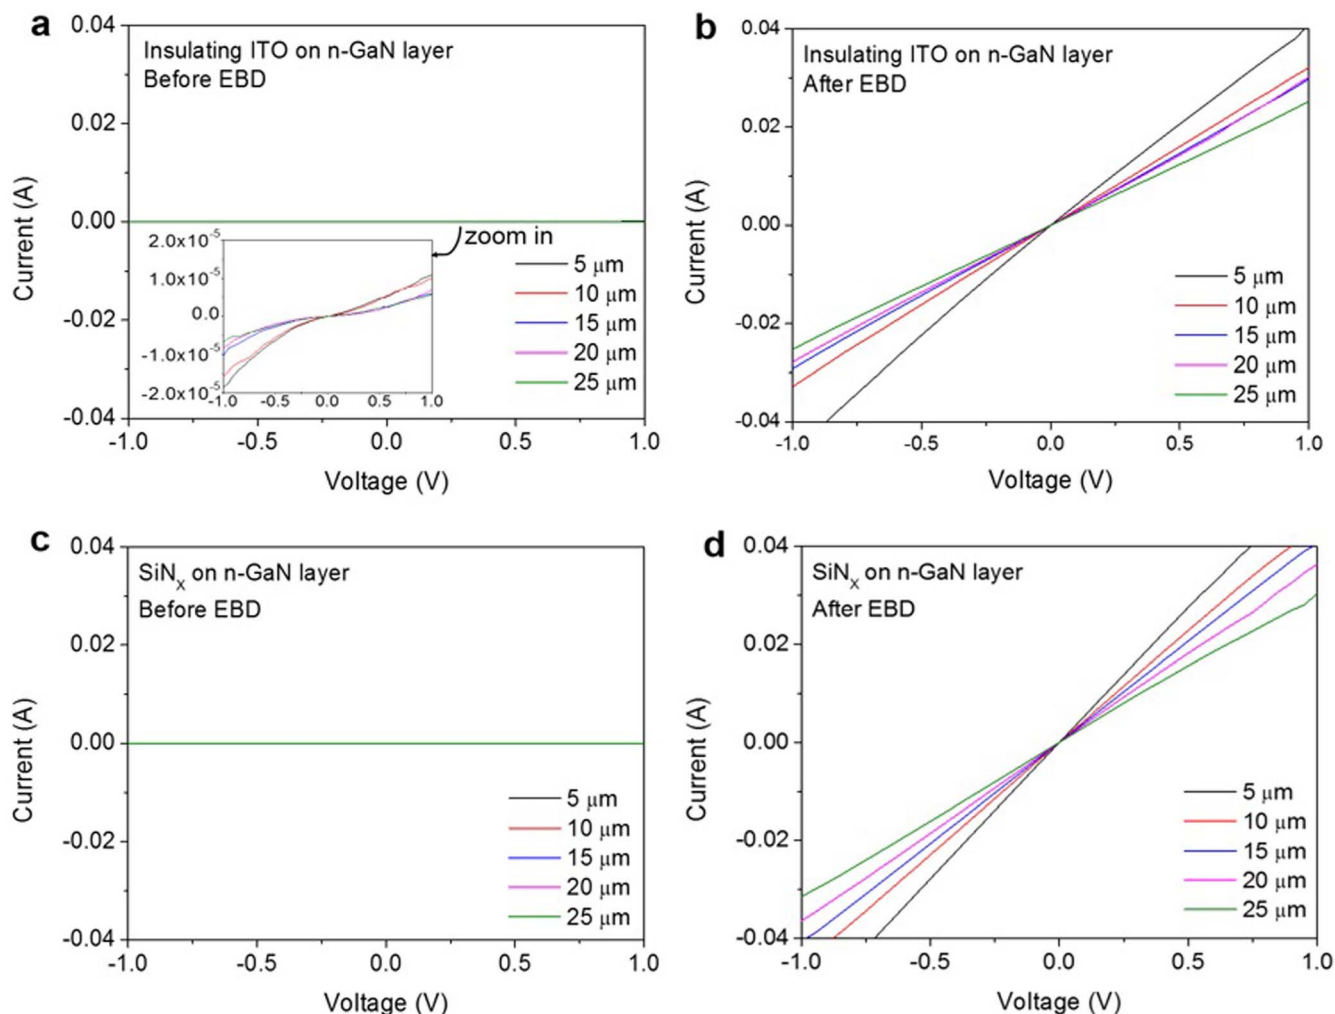 a
Insulating ITO on n-GaN layer
Before EBD
0.04
0.02
0.00
-0.02
-0.04
Current (A)
-1.0 -0.5 0.0 0.5 1.0
Voltage (V)
zoom in
2.0x10-5
1.0x10-5
0.0
-1.0x10-5
-2.0x10-5
-1.0 -0.5 0.0 0.5 1.0
5 μm
10 μm
15 μm
20 μm
25 μm
b
Insulating ITO on n-GaN layer
After EBD
0.04
0.02
0.00
-0.02
-0.04
Current (A)
-1.0 -0.5 0.0 0.5 1.0
Voltage (V)
5 μm
10 μm
15 μm
20 μm
25 μm
c
SiNX on n-GaN layer
Before EBD
0.04
0.02
0.00
-0.02
-0.04
Current (A)
-1.0 -0.5 0.0 0.5 1.0
Voltage (V)
5 μm
10 μm
15 μm
20 μm
25 μm
d
SiNX on n-GaN layer
After EBD
0.04
0.02
0.00
-0.02
-0.04
Current (A)
-1.0 -0.5 0.0 0.5 1.0
Voltage (V)
5 μm
10 μm
15 μm
20 μm
25 μm